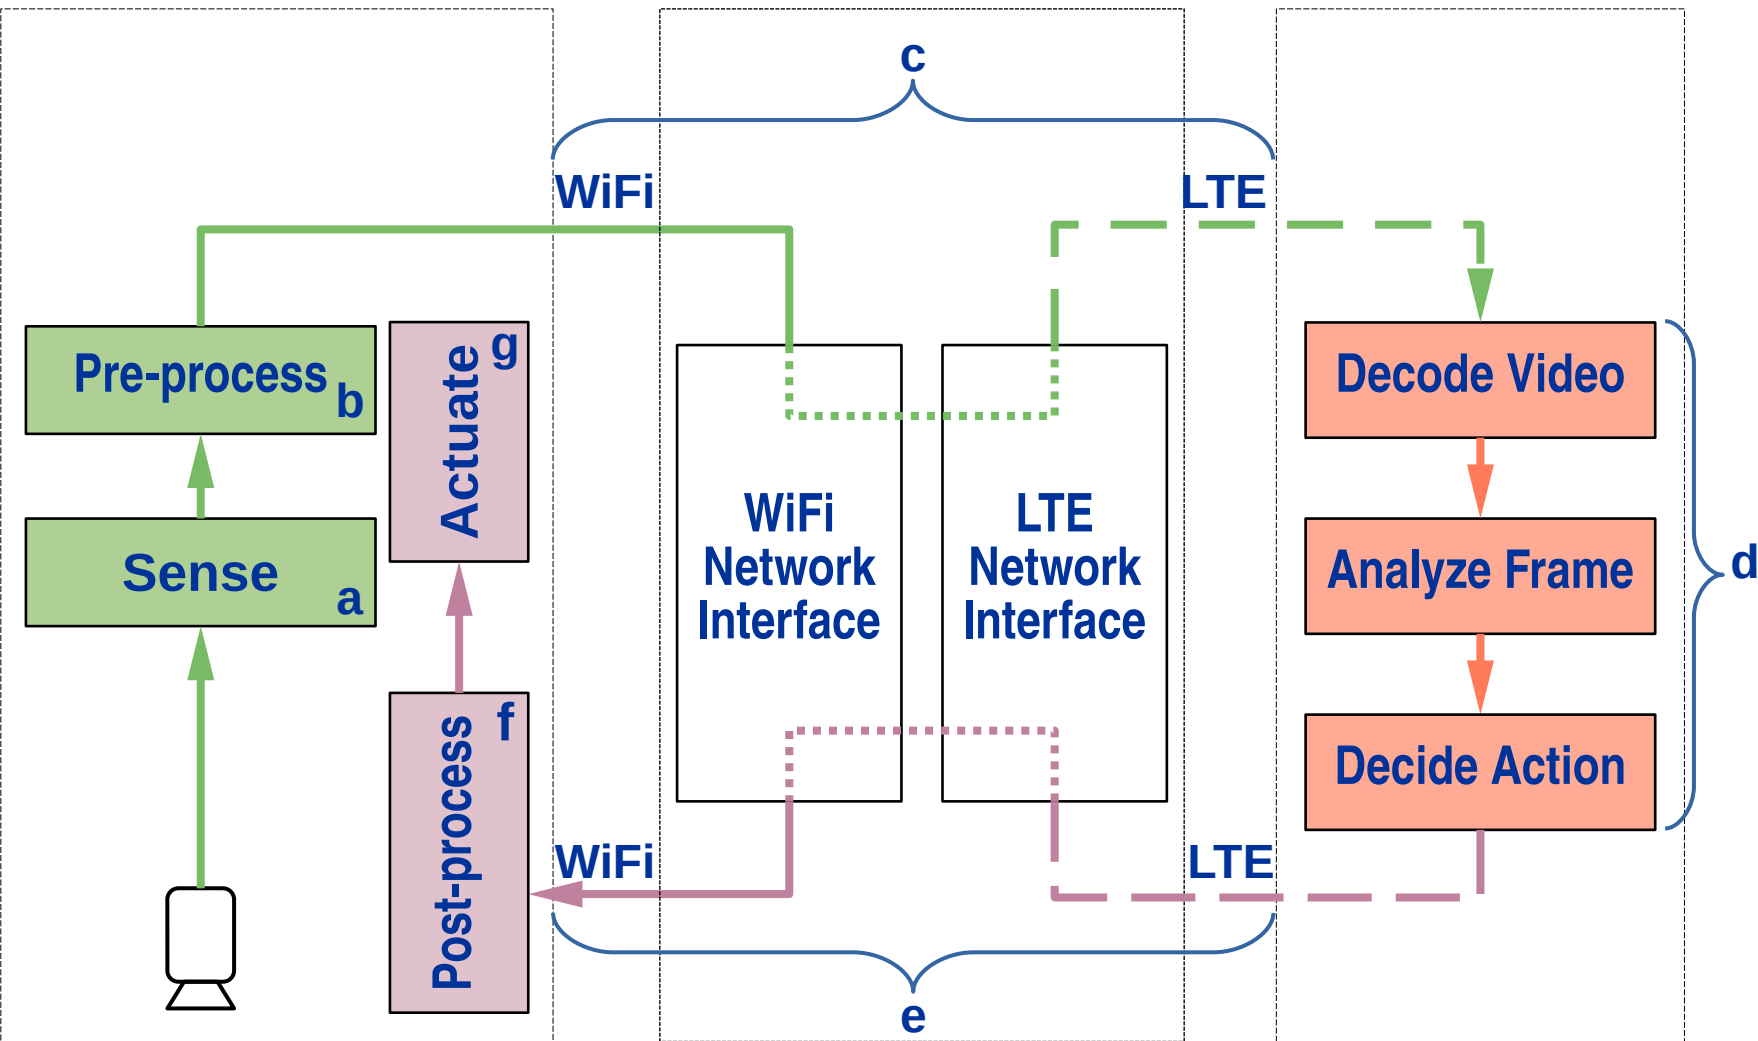 c
WiFi
LTE
Pre-process
b
Actuate
g
Decode Video
Sense
a
WiFi
Network
Interface
LTE
Network
Interface
Analyze Frame
d
Post-process
f
Decide Action
WiFi
LTE
e